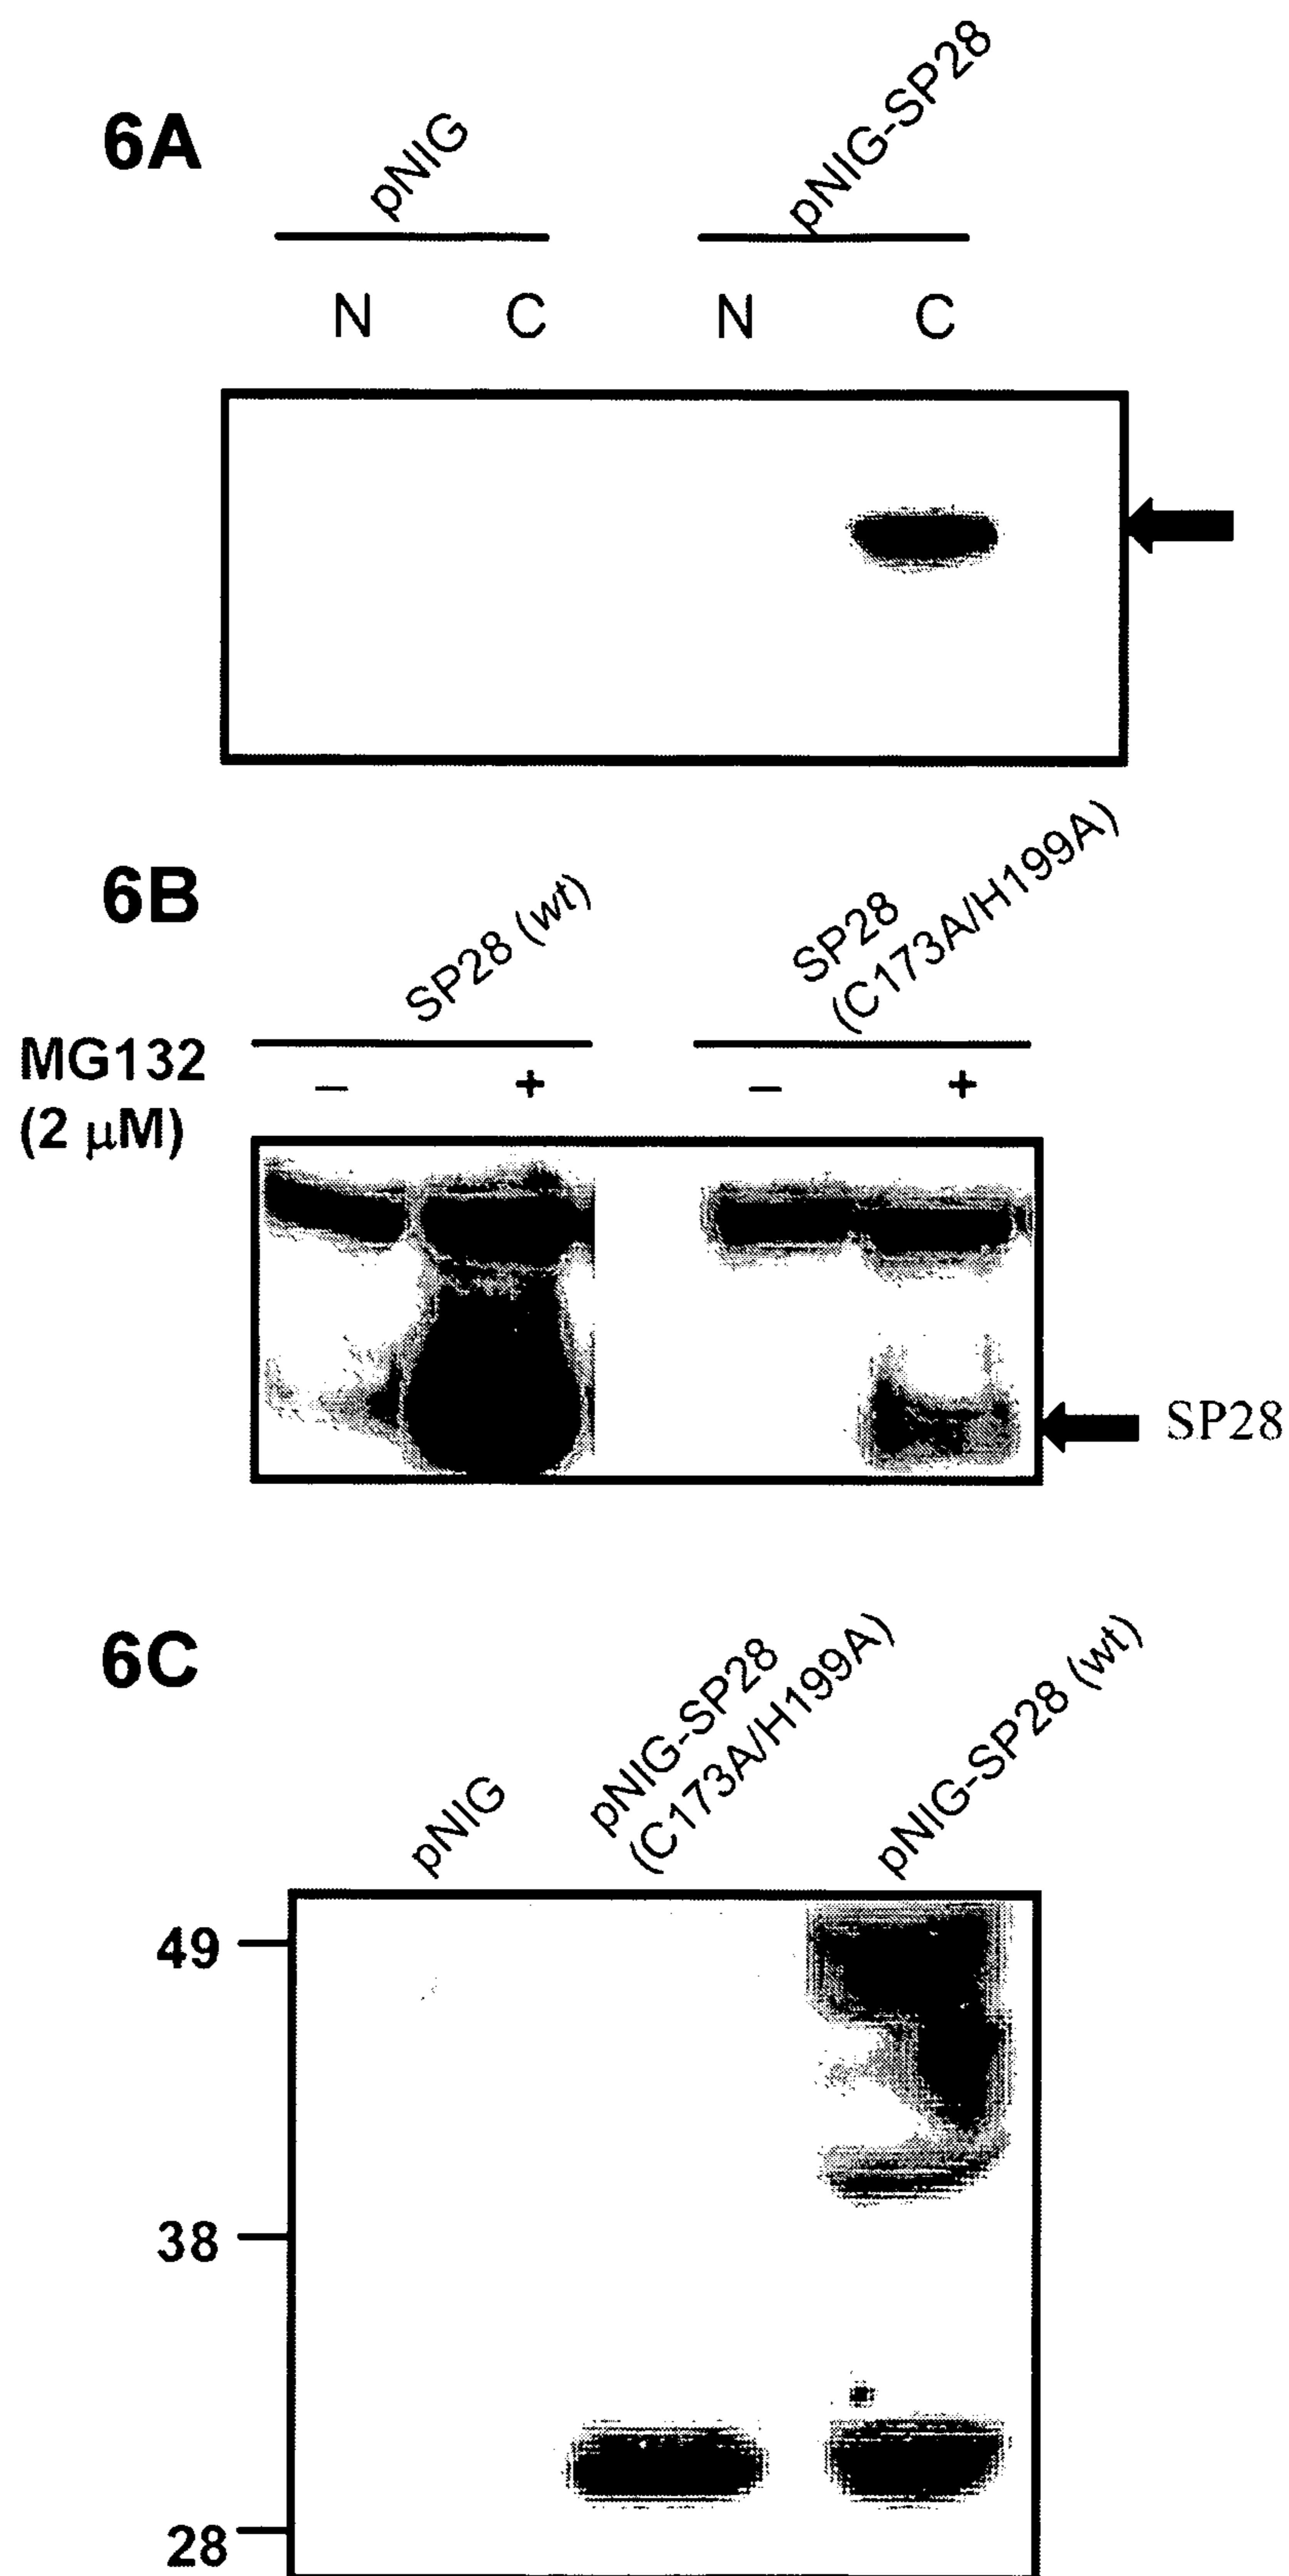 6A
pNIG
pNIG-SP28
N C N C
6B
SP28 (wt)
SP28
(C173A/H199A)
MG132
(2 μM)
– + – +
SP28
6C
pNIG
pNIG-SP28
(C173A/H199A)
pNIG-SP28 (wt)
49
38
28